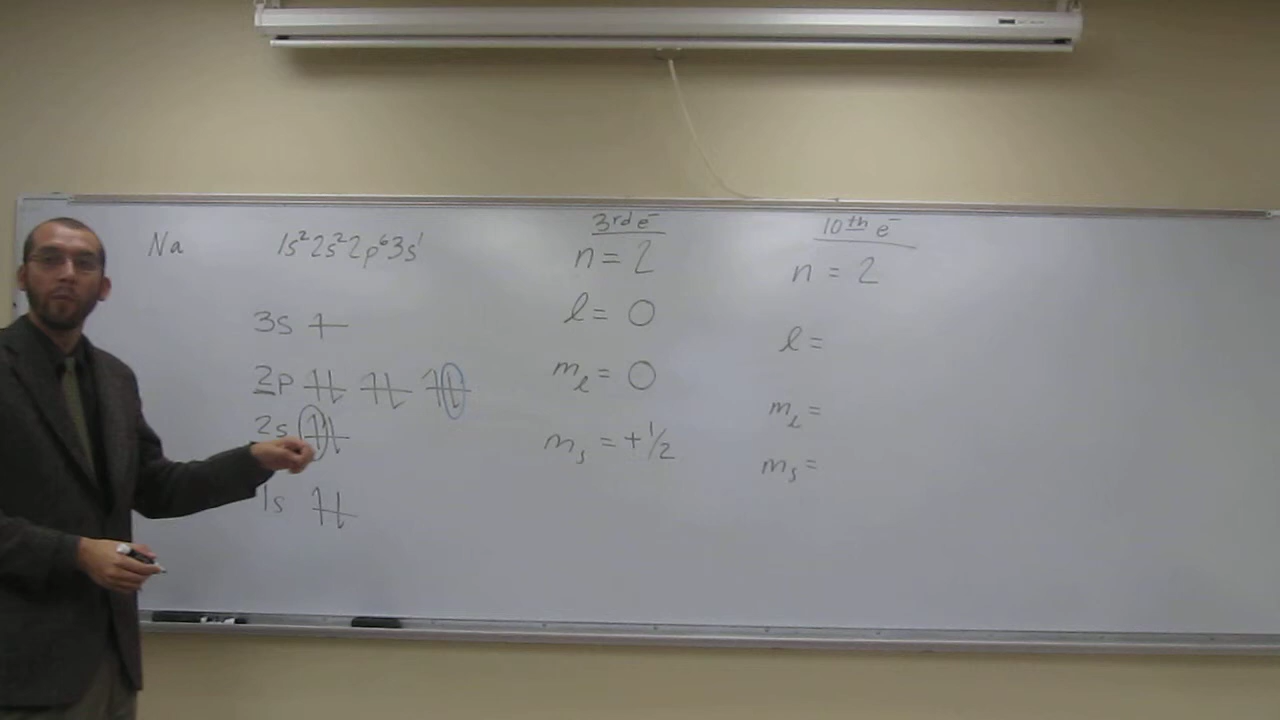 Na 1s²2s²2p⁶3s¹
3s ↿
2p ↿⇂ ↿⇂ ↿⇂
2s ↿⇂
1s ↿⇂
3rd e⁻
n = 2
ℓ = 0
mℓ = 0
ms = +1/2
10th e⁻
n = 2
ℓ =
mℓ =
ms =